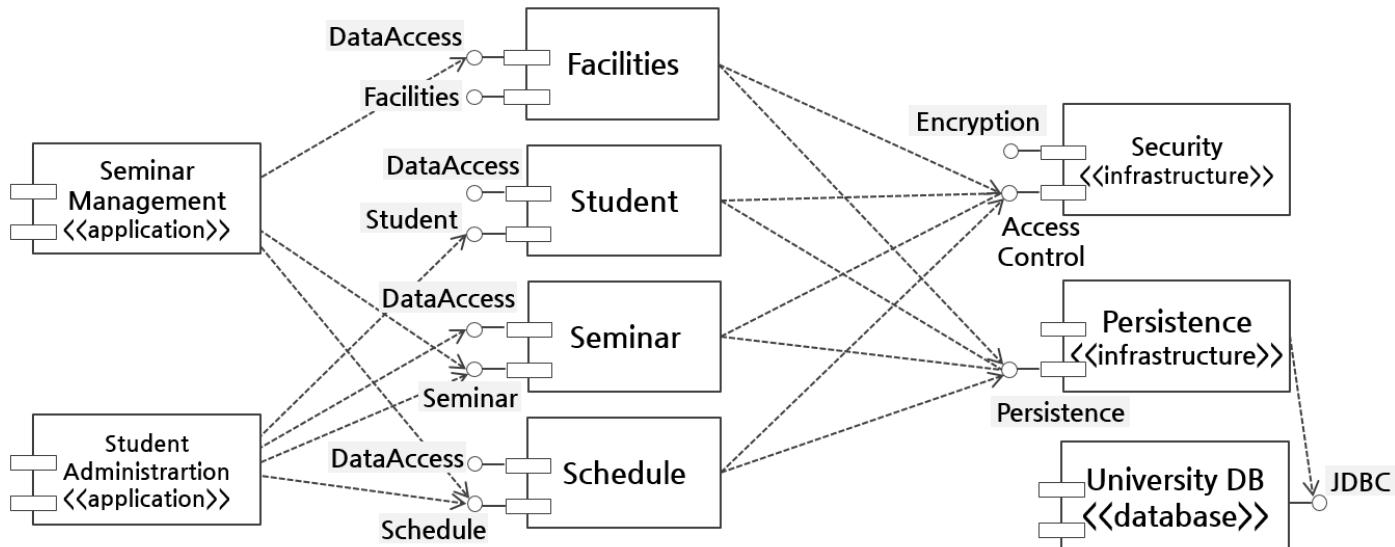 DataAccess
Facilities
Facilities
Encryption
Security
<<infrastructure>>
Seminar
Management
<<application>>
DataAccess
Student
Student
Access
Control
DataAccess
Seminar
Persistence
<<infrastructure>>
Seminar
Persistence
Student
Administrartion
<<application>>
DataAccess
Schedule
Schedule
University DB
<<database>>
JDBC